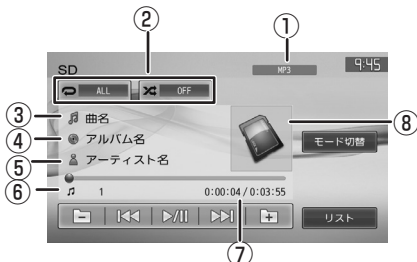 ① ②
SD MP3 9:45
ALL OFF
③ 曲名
④ アルバム名
⑤ アーティスト名
⑧ モード切替
⑥ 1 0:00:04/0:03:55
リスト
⑦